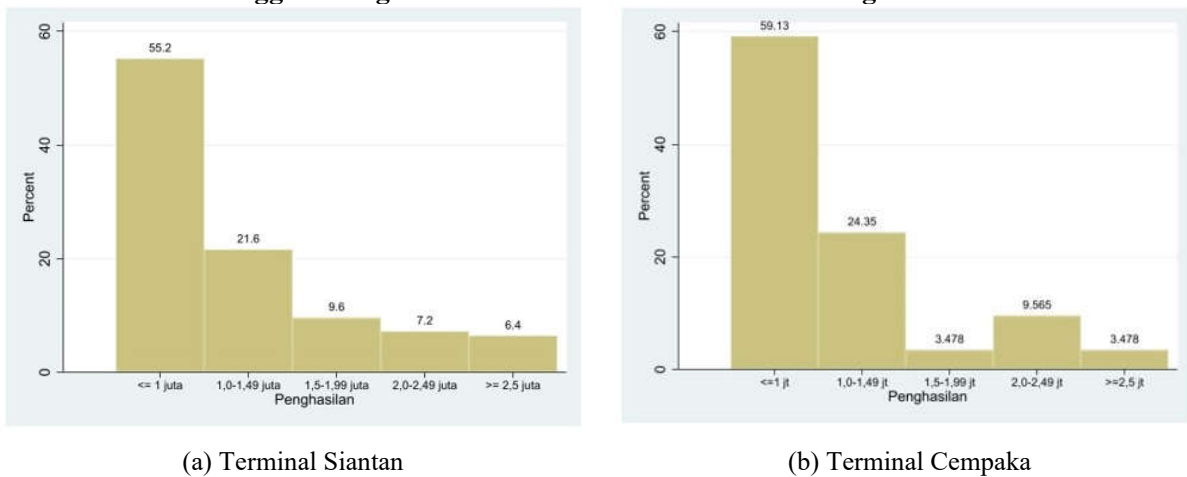 60
55.2
40
Percent
21.6
20
9.6
7.2
6.4
0
<= 1 juta 1,0-1,49 juta 1,5-1,99 juta 2,0-2,49 juta >= 2,5 juta
Penghasilan
(a) Terminal Siantan
60
59.13
40
Percent
24.35
20
9.565
3.478
3.478
0
<=1 jt 1,0-1,49 jt 1,5-1,99 jt 2,0-2,49 jt >=2,5 jt
Penghasilan
(b) Terminal Cempaka